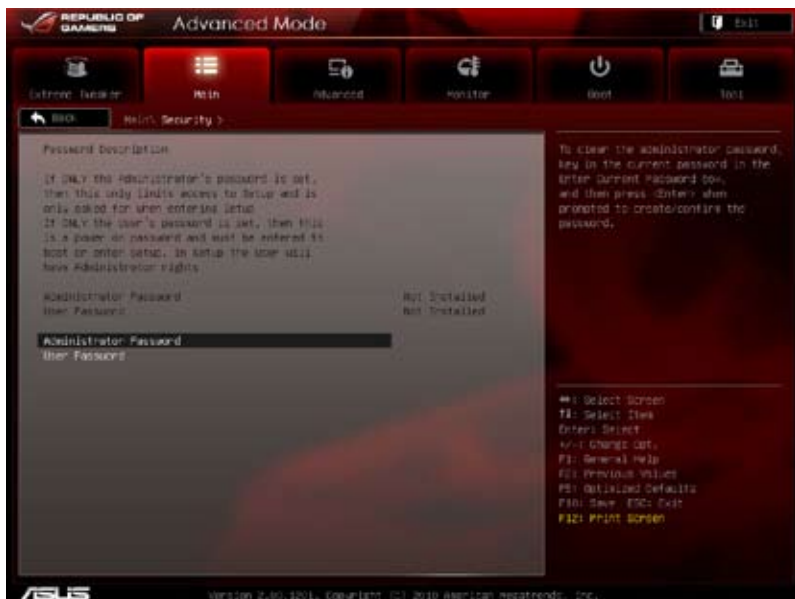 REPUBLIC OF
GAMERS
Advanced Mode
Exit
Extreme Tweaker
Main
Advanced
Monitor
Boot
Tool
Back
Main\ Security >
Password Description
If ONLY the Administrator's password is set,
then this only limits access to Setup and is
only asked for when entering Setup
If ONLY the User's password is set, then this
is a power on password and must be entered to
boot or enter setup. In Setup the User will
have Administrator rights
Administrator Password Not Installed
User Password Not Installed
Administrator Password
User Password
To clear the administrator password,
key in the current password in the
Enter Current Password box,
and then press <Enter> when
prompted to create/confirm the
password.
↔: Select Screen
↑↓: Select Item
Enter: Select
+/-: Change Opt.
F1: General Help
F2: Previous Values
F5: Optimized Defaults
F10: Save ESC: Exit
F12: Print Screen
ASUS
Version 2.00.1201. Copyright (C) 2010 American Megatrends, Inc.